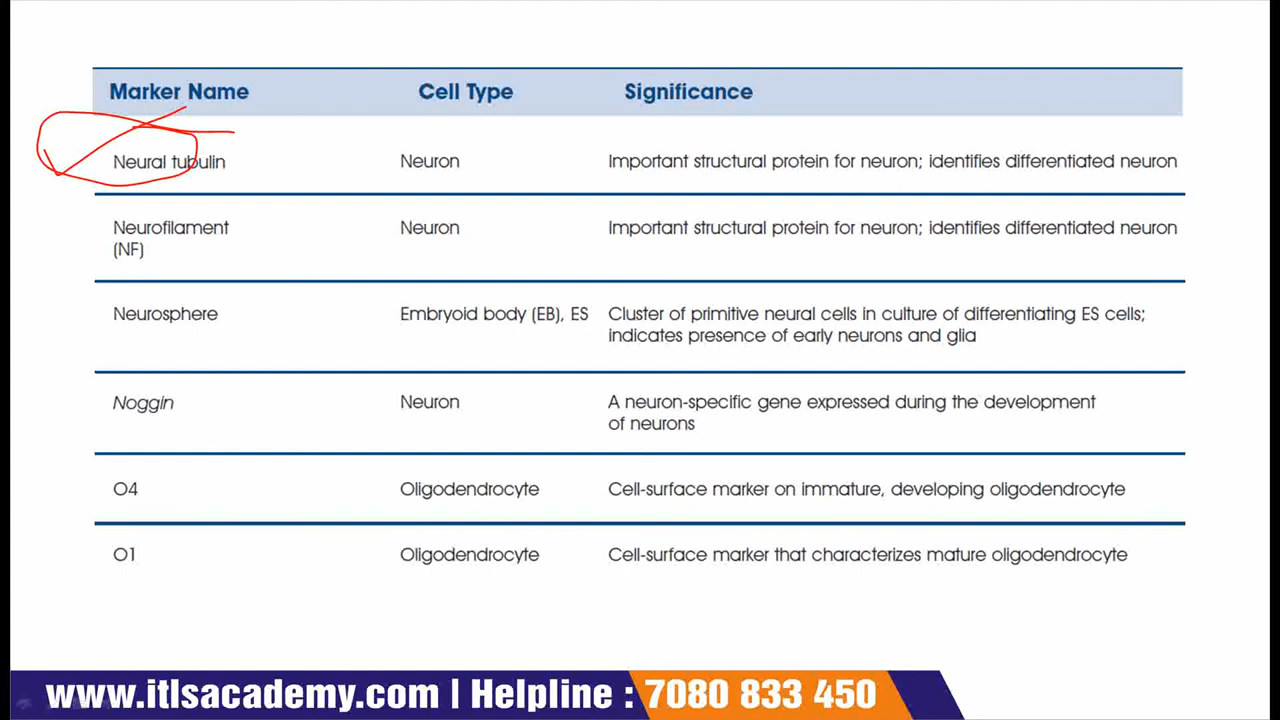 Marker Name Cell Type Significance
Neural tubulin Neuron Important structural protein for neuron; identifies differentiated neuron
Neurofilament Neuron Important structural protein for neuron; identifies differentiated neuron
(NF)
Neurosphere Embryoid body (EB), ES Cluster of primitive neural cells in culture of differentiating ES cells;
indicates presence of early neurons and glia
Noggin Neuron A neuron-specific gene expressed during the development
of neurons
O4 Oligodendrocyte Cell-surface marker on immature, developing oligodendrocyte
O1 Oligodendrocyte Cell-surface marker that characterizes mature oligodendrocyte
www.itlsacademy.com | Helpline : 7080 833 450